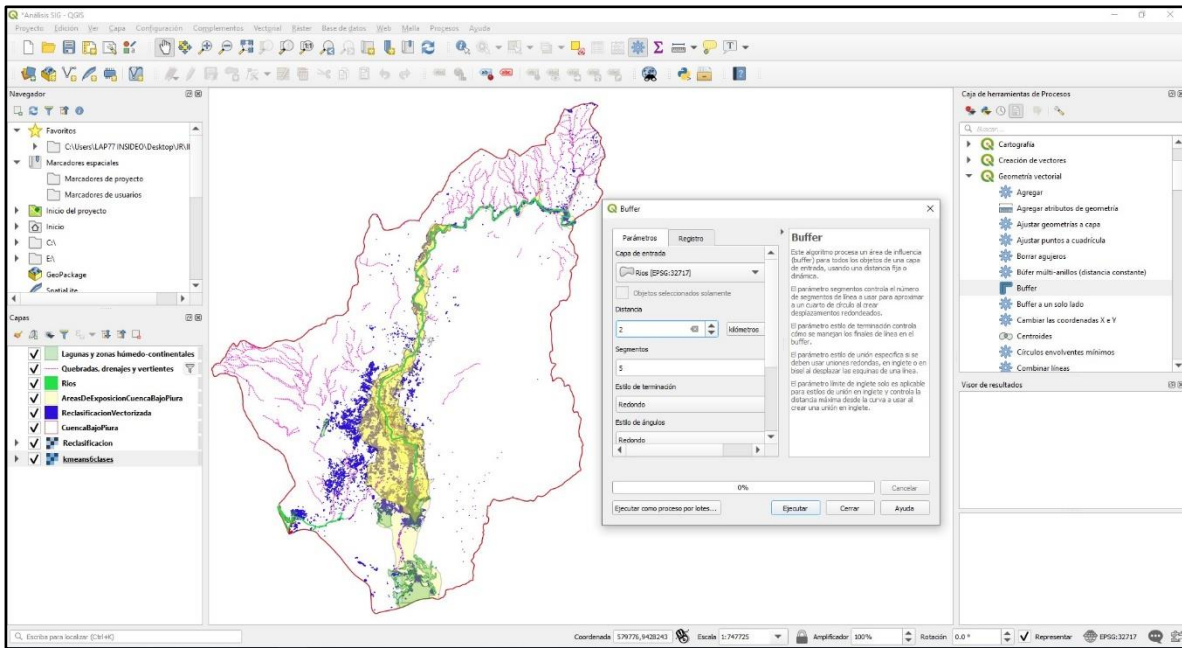 *Análisis SIG - QGIS
Proyecto Edición Ver Capa Configuración Complementos Vectorial Ráster Base de datos Web Malla Procesos Ayuda
Navegador
Favoritos
C:\Users\LAP77 INSIDEO\Desktop\JR\II
Marcadores espaciales
Marcadores de proyecto
Marcadores de usuarios
Inicio del proyecto
Inicio
C:\
E:\
GeoPackage
SpatiaLite
Capas
Lagunas y zonas húmedo-continentales
Quebradas, drenajes y vertientes
Rios
AreasDeExposicionCuencaBajoPiura
ReclasificacionVectorizada
CuencaBajoPiura
Reclasificacion
kmeans6clases
Buffer
Parámetros Registro
Capa de entrada
Rios [EPSG:32717]
Objetos seleccionados solamente
Distancia
2 kilómetros
Segmentos
5
Estilo de terminación
Redondo
Estilo de ángulos
Redondo
Buffer
Este algoritmo procesa un área de influencia
(buffer) para todos los objetos de una capa
de entrada, usando una distancia fija o
dinámica.
El parámetro segmentos controla el número
de segmentos de línea a usar para aproximar
a un cuarto de círculo al crear
desplazamientos redondeados.
El parámetro estilo de terminación controla
cómo se manejan los finales de línea en el
buffer.
El parámetro estilo de unión especifica si se
deben usar uniones redondas, en inglete o en
bisel al desplazar las esquinas de una línea.
El parámetro límite de inglete solo es aplicable
para estilos de unión en inglete y controla la
distancia máxima desde la curva a usar al
crear una unión en inglete.
0%
Cancelar
Ejecutar como proceso por lotes...
Ejecutar Cerrar Ayuda
Caja de herramientas de Procesos
Buscar...
Cartografía
Creación de vectores
Geometría vectorial
Agregar
Agregar atributos de geometría
Ajustar geometrías a capa
Ajustar puntos a cuadrícula
Borrar agujeros
Búfer múlti-anillos (distancia constante)
Buffer
Buffer a un solo lado
Cambiar las coordenadas X e Y
Centroides
Círculos envolventes mínimos
Combinar líneas
Visor de resultados
Escriba para localizar (Ctrl+K)
Coordenada 579776,9428243 Escala 1:747725 Amplificador 100% Rotación 0.0 ° Representar EPSG:32717